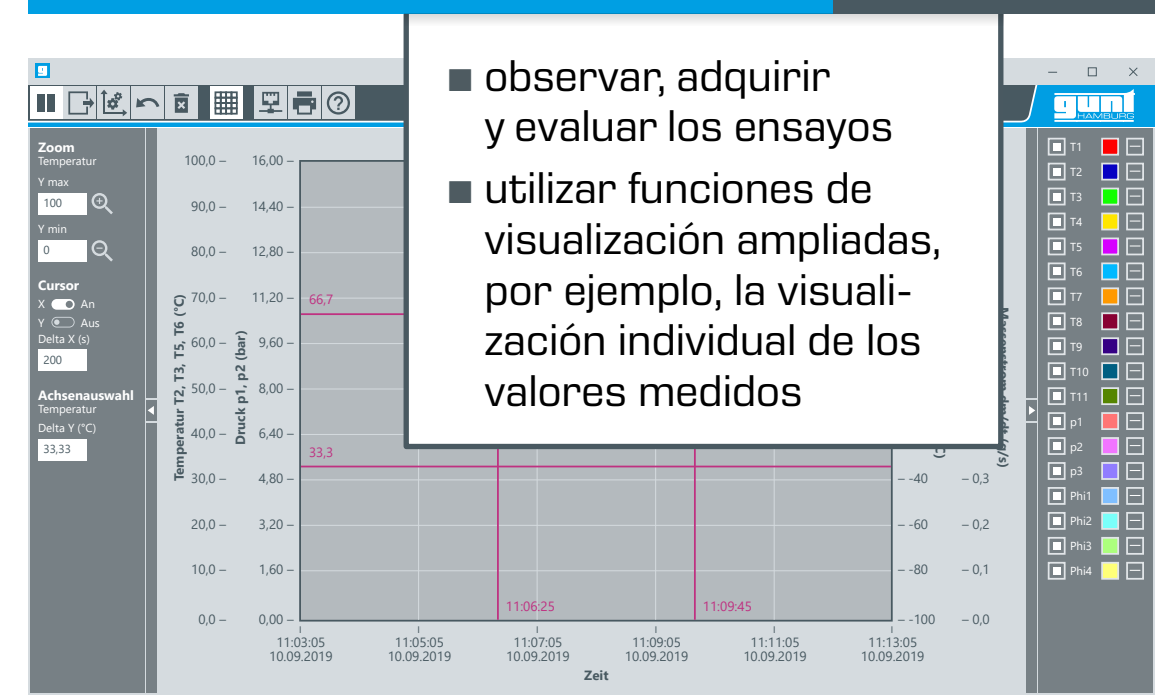 observar, adquirir
y evaluar los ensayos
utilizar funciones de
visualización ampliadas,
por ejemplo, la visuali-
zación individual de los
valores medidos
g
gunt
HAMBURG
Zoom
Temperatur
Y max
100
Y min
0
Cursor
X An
Y Aus
Delta X (s)
200
Achsenauswahl
Temperatur
Delta Y (°C)
33,33
Temperatur T2, T3, T5, T6 (°C)
100,0
90,0
80,0
70,0
60,0
50,0
40,0
30,0
20,0
10,0
0,0
Druck p1, p2 (bar)
16,00
14,40
12,80
11,20
9,60
8,00
6,40
4,80
3,20
1,60
0,00
66,7
33,3
11:06:25
11:09:45
-40
-60
-80
-100
0,3
0,2
0,1
0,0
11:03:05
10.09.2019
11:05:05
10.09.2019
11:07:05
10.09.2019
11:09:05
10.09.2019
11:11:05
10.09.2019
11:13:05
10.09.2019
Zeit
T1
T2
T3
T4
T5
T6
T7
T8
T9
T10
T11
p1
p2
p3
Phi1
Phi2
Phi3
Phi4